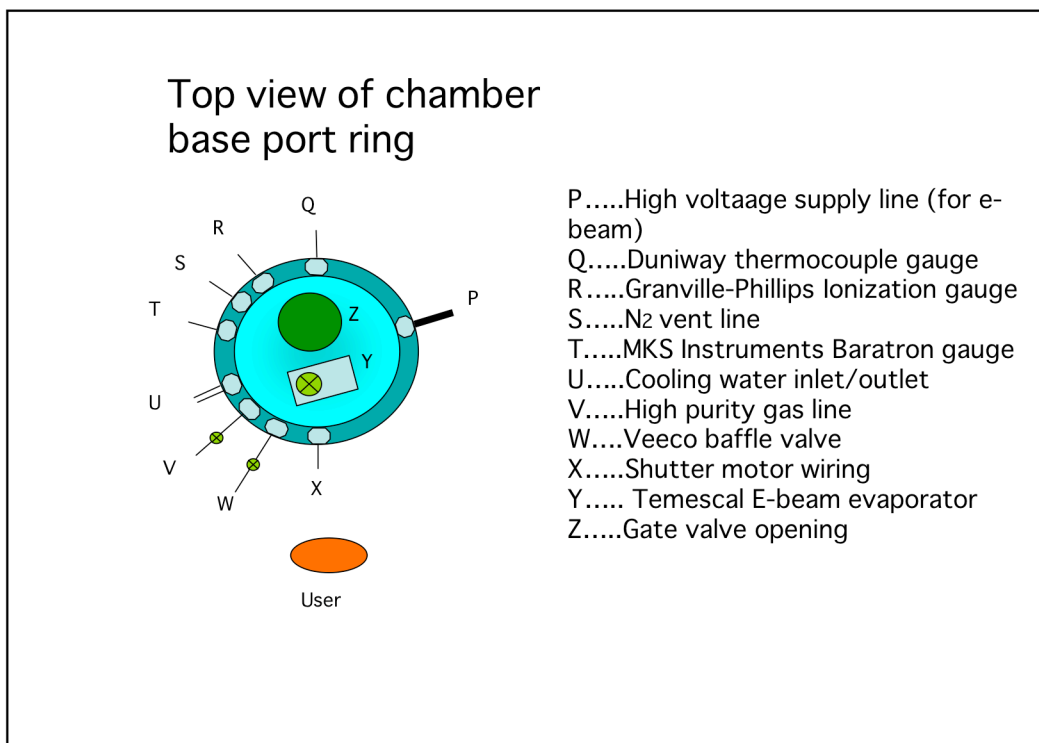 Top view of chamber
base port ring
Q
R
S
T
P
Z
Y
U
V
W
X
User
P.....High voltaage supply line (for e-
beam)
Q.....Duniway thermocouple gauge
R.....Granville-Phillips Ionization gauge
S.....N2 vent line
T.....MKS Instruments Baratron gauge
U.....Cooling water inlet/outlet
V.....High purity gas line
W....Veeco baffle valve
X.....Shutter motor wiring
Y..... Temescal E-beam evaporator
Z.....Gate valve opening